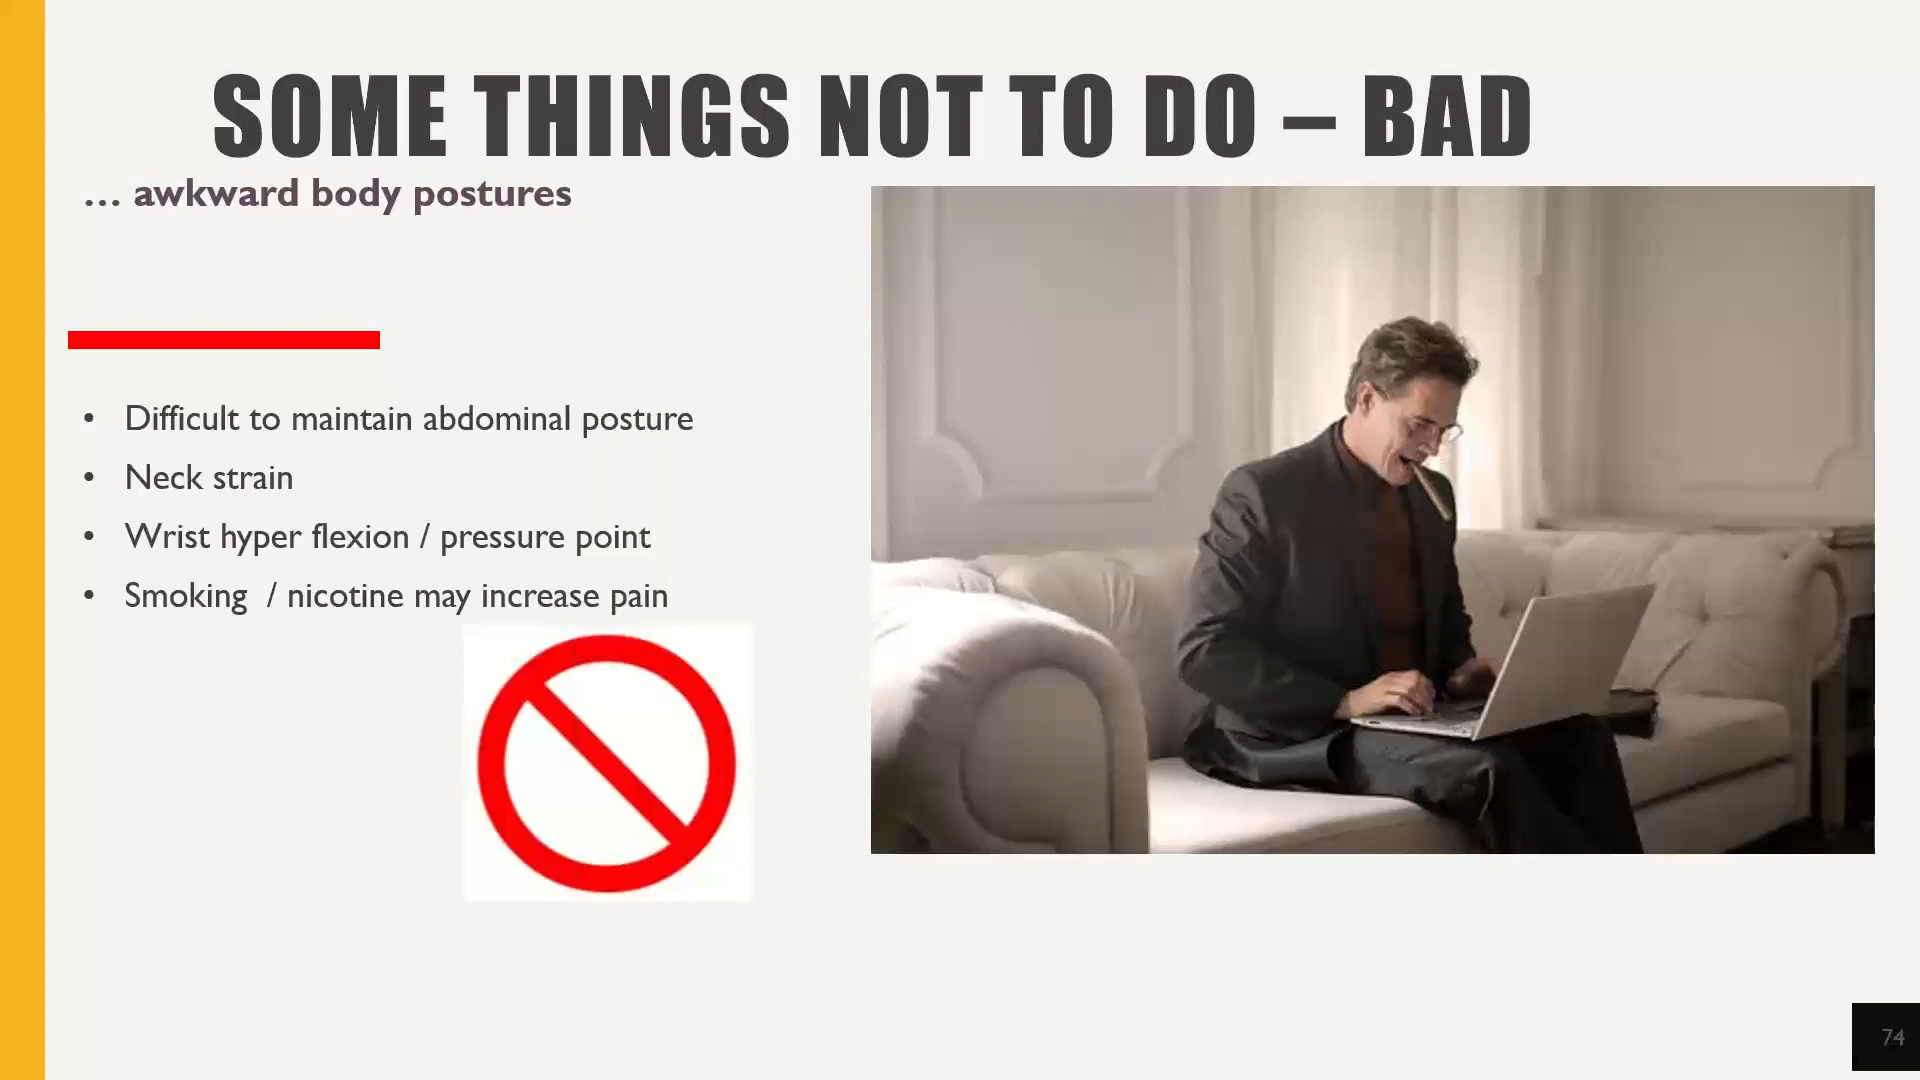 SOME THINGS NOT TO DO – BAD
… awkward body postures
• Difficult to maintain abdominal posture
• Neck strain
• Wrist hyper flexion / pressure point
• Smoking / nicotine may increase pain
74